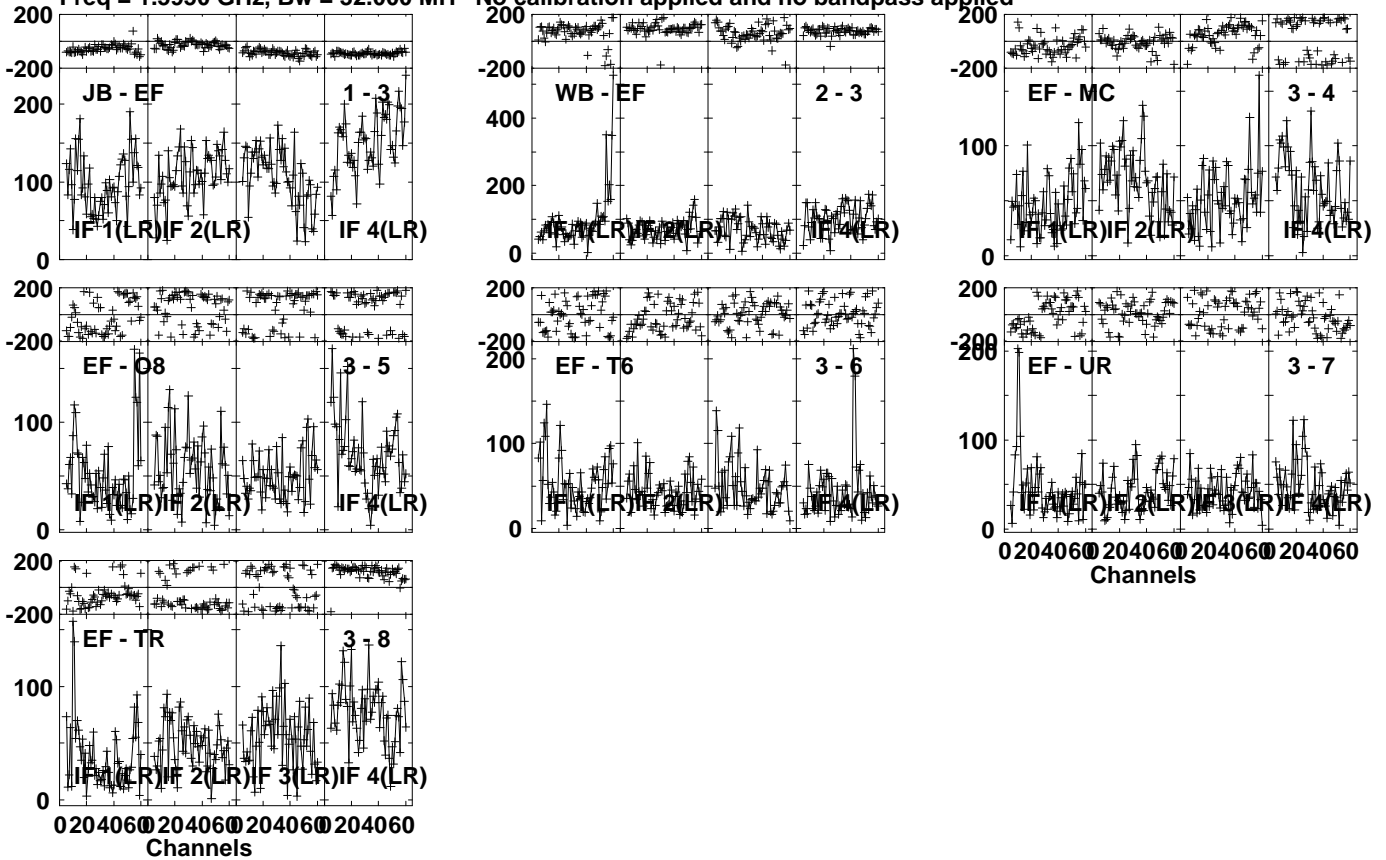 Freq = 1.5950 GHz, Bw = 32.000 MH No calibration applied and no bandpass applied
200
-200
200
100
0
JB - EF
1 - 3
IF 1(LR)
IF 2(LR)
IF 4(LR)
200
-200
400
200
0
WB - EF
2 - 3
IF 1(LR)
IF 2(LR)
IF 4(LR)
200
-200
100
0
EF - MC
3 - 4
IF 1(LR)
IF 2(LR)
IF 4(LR)
200
-200
100
0
EF - O8
3 - 5
IF 1(LR)
IF 2(LR)
IF 4(LR)
200
-200
200
100
0
EF - T6
3 - 6
IF 1(LR)
IF 2(LR)
IF 4(LR)
200
-200
200
100
0
EF - UR
3 - 7
IF 1(LR)
IF 2(LR)
IF 3(LR)
IF 4(LR)
0 20 40 60 0 20 40 60 0 20 40 60 0 20 40 60
Channels
200
-200
100
0
EF - TR
3 - 8
IF 1(LR)
IF 2(LR)
IF 3(LR)
IF 4(LR)
0 20 40 60 0 20 40 60 0 20 40 60 0 20 40 60
Channels